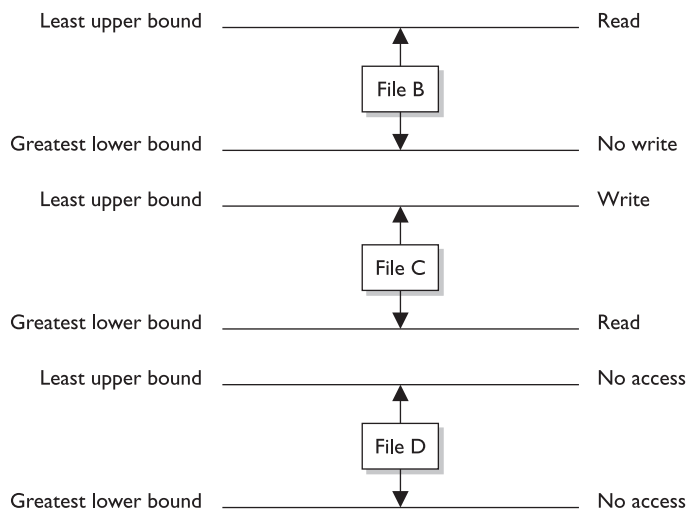 Least upper bound Read
File B
Greatest lower bound No write
Least upper bound Write
File C
Greatest lower bound Read
Least upper bound No access
File D
Greatest lower bound No access